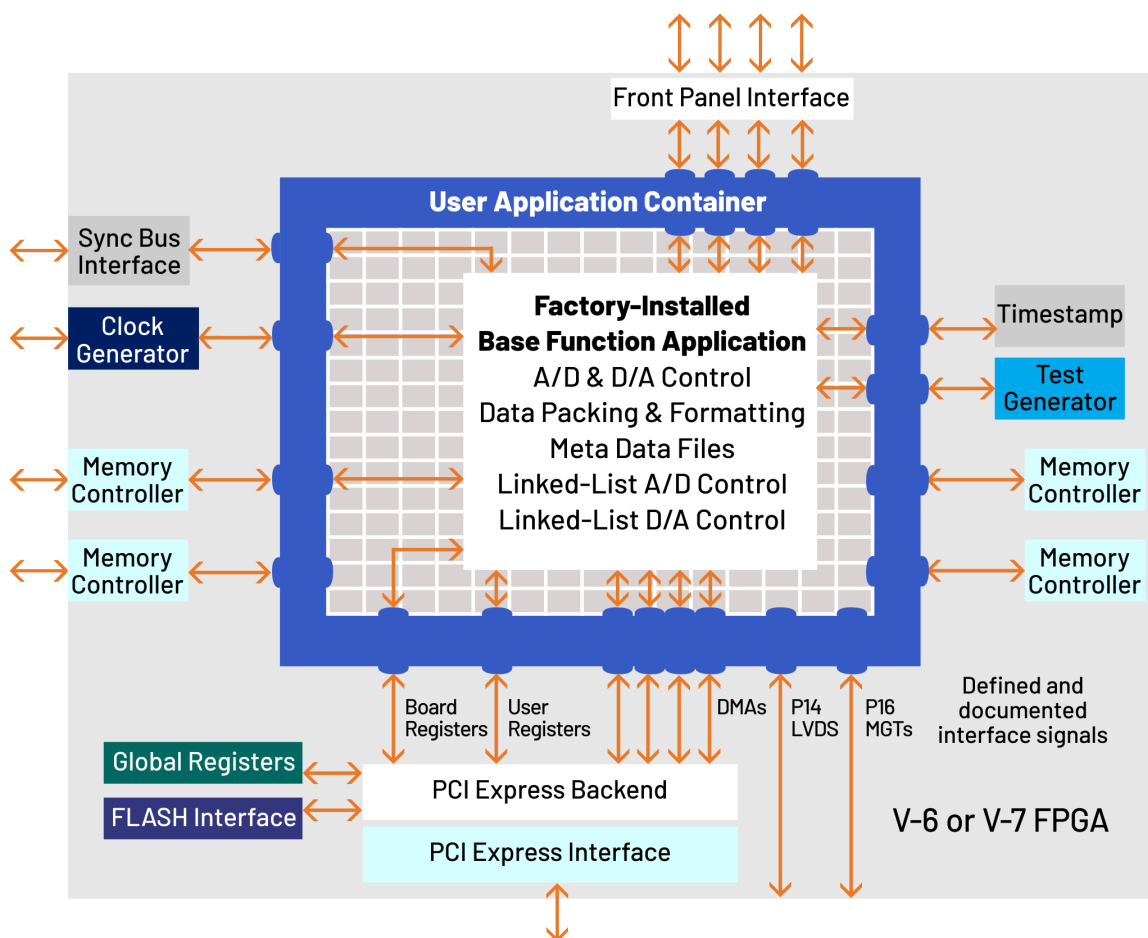 Front Panel Interface
User Application Container
Sync Bus
Interface
Clock
Generator
Memory
Controller
Memory
Controller
Factory-Installed
Base Function Application
A/D & D/A Control
Data Packing & Formatting
Meta Data Files
Linked-List A/D Control
Linked-List D/A Control
Timestamp
Test
Generator
Memory
Controller
Memory
Controller
Board
Registers
User
Registers
DMAs
P14
LVDS
P16
MGTs
Defined and
documented
interface signals
Global Registers
FLASH Interface
PCI Express Backend
PCI Express Interface
V-6 or V-7 FPGA